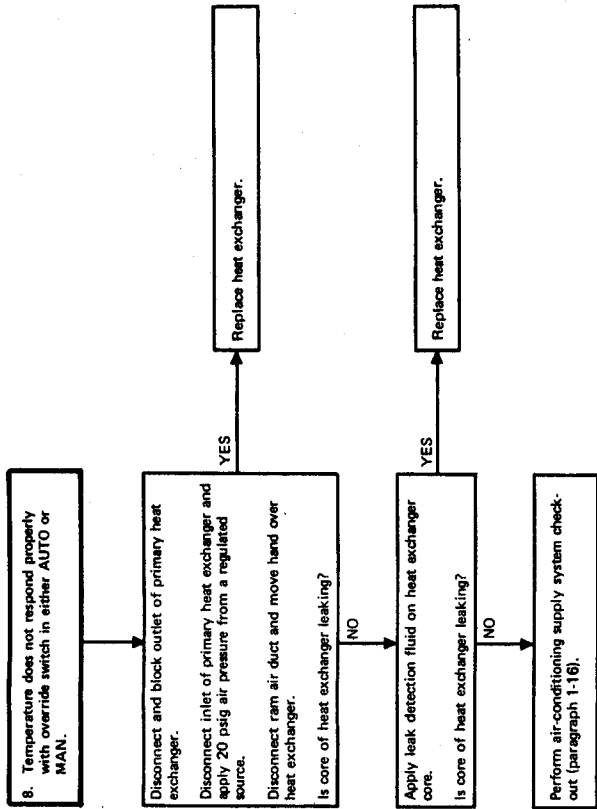 8. Temperature does not respond properly
with override switch in either AUTO or
MAN.
Disconnect and block outlet of primary heat
exchanger.
Disconnect inlet of primary heat exchanger and
apply 20 psig air presure from a regulated
source.
Disconnect ram air duct and move hand over
heat exchanger.
Is core of heat exchanger leaking?
YES
Replace heat exchanger.
NO
Apply leak detection fluid on heat exchanger
core.
Is core of heat exchanger leaking?
YES
Replace heat exchanger.
NO
Perform air-conditioning supply system check-
out (paragraph 1-16).